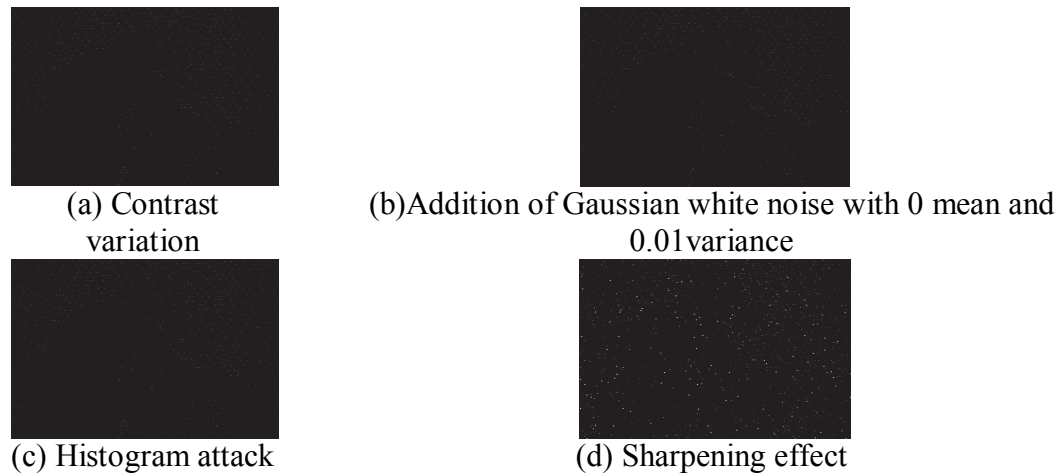 (a) Contrast
variation
(b)Addition of Gaussian white noise with 0 mean and
0.01variance
(c) Histogram attack
(d) Sharpening effect